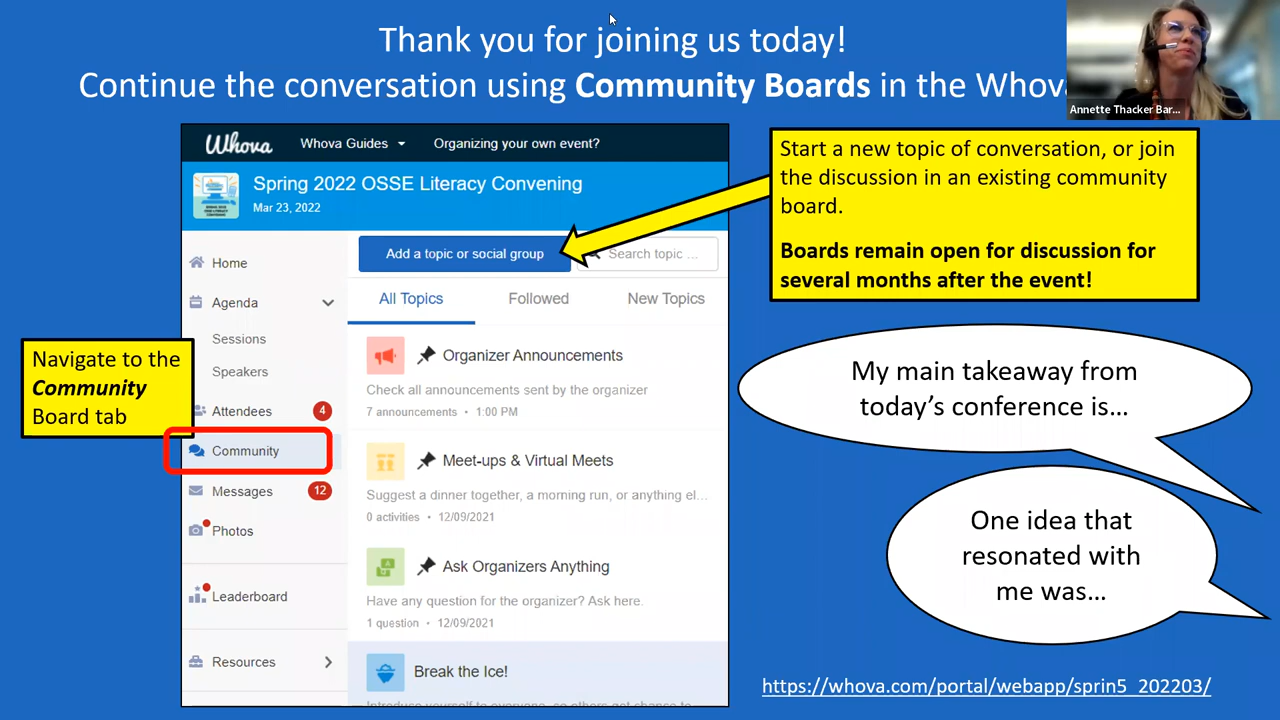 Thank you for joining us today!
Continue the conversation using Community Boards in the Whova
Annette Thacker Bar...
Whova
Whova Guides
Organizing your own event?
Spring 2022 OSSE Literacy Convening
Mar 23, 2022
Home
Agenda
Sessions
Speakers
Attendees 4
Community
Messages 12
Photos
Leaderboard
Resources
Add a topic or social group
Search topic ...
All Topics
Followed
New Topics
Organizer Announcements
Check all announcements sent by the organizer
7 announcements • 1:00 PM
Meet-ups & Virtual Meets
Suggest a dinner together, a morning run, or anything el...
0 activities • 12/09/2021
Ask Organizers Anything
Have any question for the organizer? Ask here.
1 question • 12/09/2021
Break the Ice!
Navigate to the
Community
Board tab
Start a new topic of conversation, or join
the discussion in an existing community
board.
Boards remain open for discussion for
several months after the event!
My main takeaway from
today's conference is...
One idea that
resonated with
me was...
https://whova.com/portal/webapp/sprin5_202203/